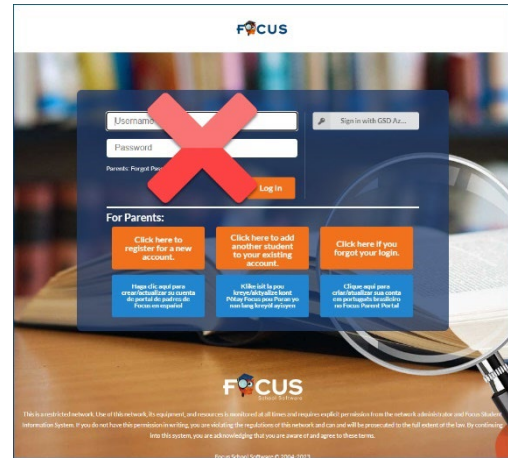 FOCUS
Username
Sign in with GSD Az...
Password
Parents: Forgot
Log In
For Parents:
Click here to
register for a new
account.
Click here to add
another student
to your existing
account.
Click here if you
forgot your login.
Haga clic aquí para
crear/actualizar su cuenta
de portal de padres de
Focus en español
Klike isit la pou
kreye/aktyalize kont
Pòtay Focus pou Paran yo
nan lang kreyòl ayisyen
Clique aqui para
criar/atualizar sua conta
em português brasileiro
no Focus Parent Portal
FOCUS
School Software
This is a restricted network. Use of this network, its equipment, and resources is monitored at all times and requires explicit permission from the network administrator and Focus Student
Information System. If you do not have this permission in writing, you are violating the regulations of this network and can and will be prosecuted to the full extent of the law. By continuing
into this system, you are acknowledging that you are aware of and agree to these terms.
Focus School Software © 2004-2023